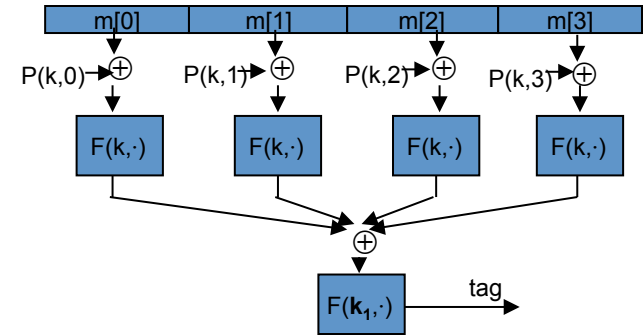 m[0] m[1] m[2] m[3]
P(k,0) P(k,1) P(k,2) P(k,3)
F(k,·) F(k,·) F(k,·) F(k,·)
F(k₁,·) tag